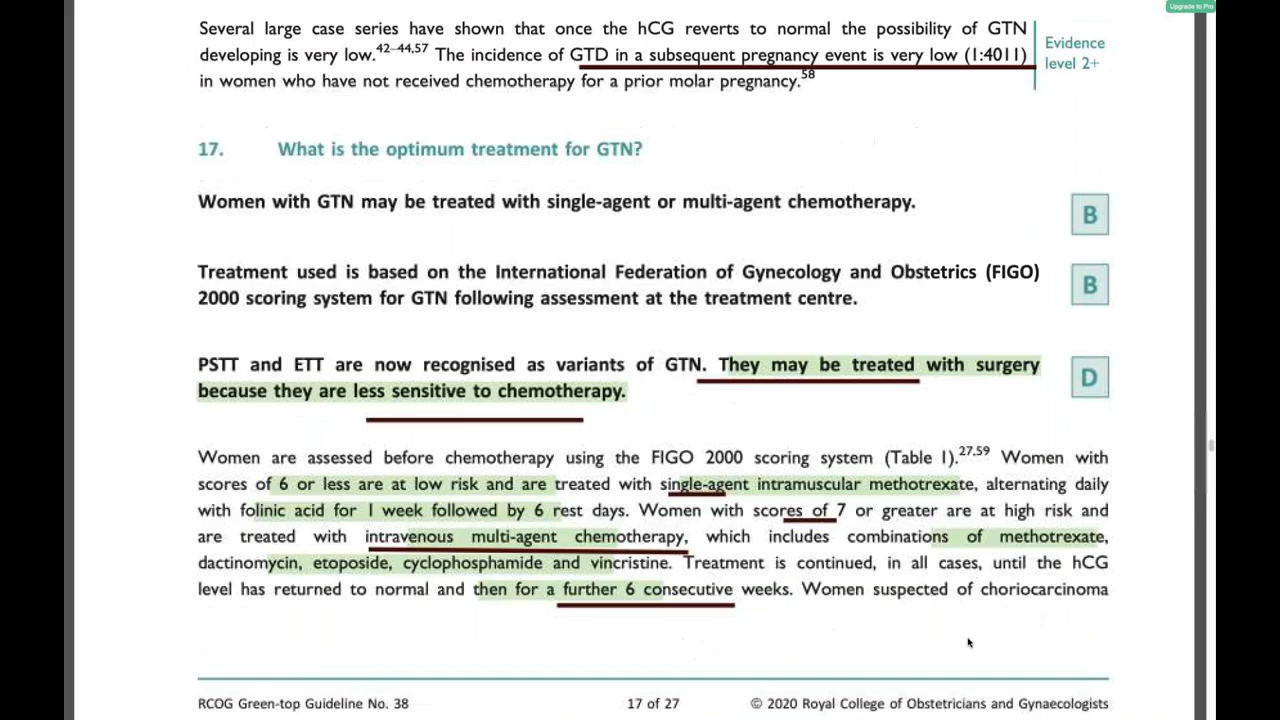 Upgrade to Pro
Several large case series have shown that once the hCG reverts to normal the possibility of GTN
developing is very low.42–44,57 The incidence of GTD in a subsequent pregnancy event is very low (1:4011)
in women who have not received chemotherapy for a prior molar pregnancy.58
Evidence
level 2+
17. What is the optimum treatment for GTN?
Women with GTN may be treated with single-agent or multi-agent chemotherapy.
B
Treatment used is based on the International Federation of Gynecology and Obstetrics (FIGO)
2000 scoring system for GTN following assessment at the treatment centre.
B
PSTT and ETT are now recognised as variants of GTN. They may be treated with surgery
because they are less sensitive to chemotherapy.
D
Women are assessed before chemotherapy using the FIGO 2000 scoring system (Table 1).27,59 Women with
scores of 6 or less are at low risk and are treated with single-agent intramuscular methotrexate, alternating daily
with folinic acid for 1 week followed by 6 rest days. Women with scores of 7 or greater are at high risk and
are treated with intravenous multi-agent chemotherapy, which includes combinations of methotrexate,
dactinomycin, etoposide, cyclophosphamide and vincristine. Treatment is continued, in all cases, until the hCG
level has returned to normal and then for a further 6 consecutive weeks. Women suspected of choriocarcinoma
RCOG Green-top Guideline No. 38
17 of 27
© 2020 Royal College of Obstetricians and Gynaecologists